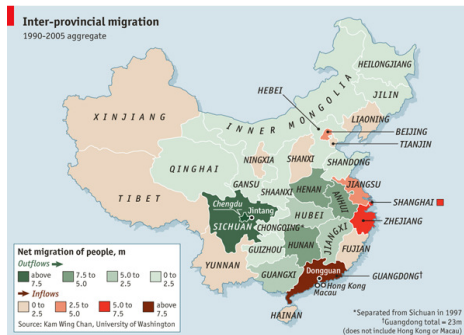 Inter-provincial migration
1990-2005 aggregate
HEILONGJIANG
JILIN
HEBEI
INNER MONGOLIA
LIAONING
XINJIANG
BEIJING
TIANJIN
NINGXIA
SHANXI
SHANDONG
QINGHAI
GANSU
SHAANXI
HENAN
JIANGSU
ANHUI
SHANGHAI
TIBET
Chengdu
Jintang
SICHUAN
CHONGQING*
HUBEI
ZHEJIANG
JIANGXI
HUNAN
GUIZHOU
FUJIAN
YUNNAN
GUANGXI
Dongguan
GUANGDONG†
Hong Kong
Macau
HAINAN
Net migration of people, m
Outflows
above 7.5
7.5 to 5.0
5.0 to 2.5
0 to 2.5
Inflows
0 to 2.5
2.5 to 5.0
5.0 to 7.5
above 7.5
Source: Kam Wing Chan, University of Washington
*Separated from Sichuan in 1997
†Guangdong total = 23m
(does not include Hong Kong or Macau)